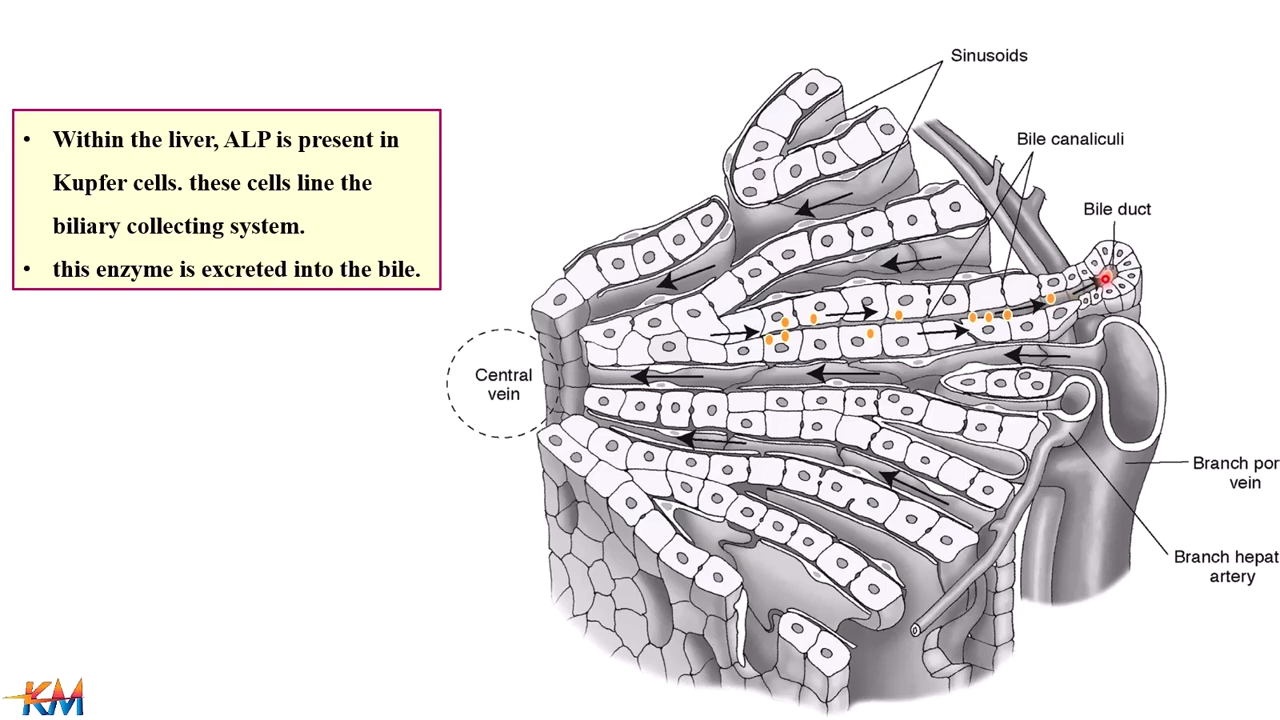 • Within the liver, ALP is present in
Kupfer cells. these cells line the
biliary collecting system.
• this enzyme is excreted into the bile.
Sinusoids
Bile canaliculi
Bile duct
Central
vein
Branch por
vein
Branch hepat
artery
KM